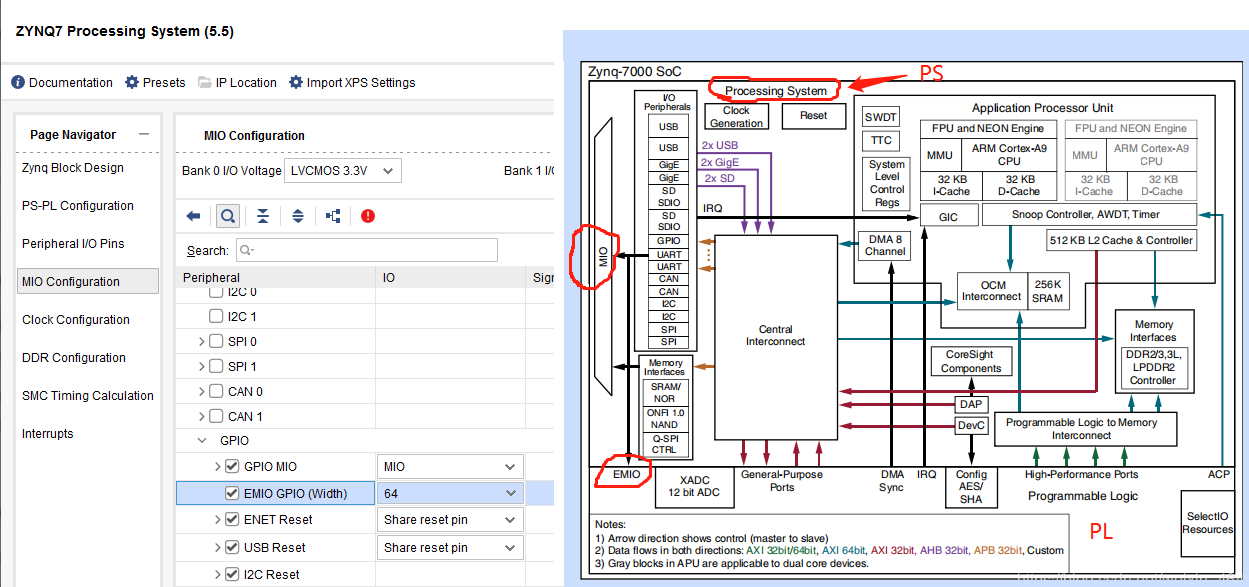 ZYNQ7 Processing System (5.5)
Documentation
Presets
IP Location
Import XPS Settings
Page Navigator
Zynq Block Design
PS-PL Configuration
Peripheral I/O Pins
MIO Configuration
Clock Configuration
DDR Configuration
SMC Timing Calculation
Interrupts
MIO Configuration
Bank 0 I/O Voltage
LVCMOS 3.3V
Bank 1 I/
Search:
Peripheral
IO
Sigr
I2C 0
I2C 1
SPI 0
SPI 1
CAN 0
CAN 1
GPIO
GPIO MIO
MIO
EMIO GPIO (Width)
64
ENET Reset
Share reset pin
USB Reset
Share reset pin
I2C Reset
Zynq-7000 SoC
PS
Processing System
I/O
Peripherals
USB
USB
GigE
GigE
SD
SDIO
SD
SDIO
GPIO
UART
UART
CAN
CAN
I2C
I2C
SPI
SPI
MIO
Memory
Interfaces
SRAM/
NOR
ONFI 1.0
NAND
Q-SPI
CTRL
EMIO
Clock
Generation
Reset
2x USB
2x GigE
2x SD
IRQ
SWDT
TTC
System
Level
Control
Regs
Application Processor Unit
FPU and NEON Engine
MMU
ARM Cortex-A9
CPU
32 KB
I-Cache
32 KB
D-Cache
FPU and NEON Engine
MMU
ARM Cortex-A9
CPU
32 KB
I-Cache
32 KB
D-Cache
GIC
Snoop Controller, AWDT, Timer
DMA 8
Channel
512 KB L2 Cache & Controller
OCM
Interconnect
256K
SRAM
Central
Interconnect
Memory
Interfaces
DDR2/3,3L,
LPDDR2
Controller
CoreSight
Components
DAP
DevC
Programmable Logic to Memory
Interconnect
XADC
12 bit ADC
General-Purpose
Ports
DMA
Sync
IRQ
Config
AES/
SHA
High-Performance Ports
ACP
Programmable Logic
PL
SelectIO
Resources
Notes:
1) Arrow direction shows control (master to slave)
2) Data flows in both directions: AXI 32bit/64bit, AXI 64bit, AXI 32bit, AHB 32bit, APB 32bit, Custom
3) Gray blocks in APU are applicable to dual core devices.